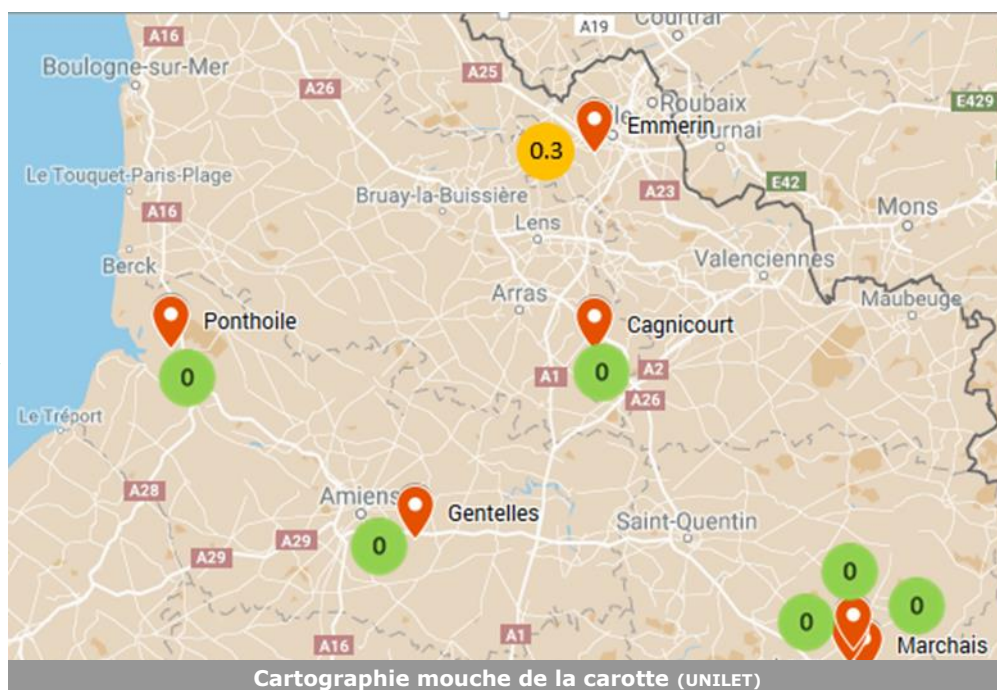 A16
A19
Courtrai
Boulogne-sur-Mer
A25
A26
Roubaix
E429
Emmerin
Tournai
0.3
Le Touquet-Paris-Plage
Bruay-la-Buissière
A23
E42
A16
Lens
Mons
Berck
Valenciennes
Arras
Maubeuge
Ponthoile
Cagnicourt
0
0
A1
A2
A26
Le Tréport
A28
Amiens
Gentelles
Saint-Quentin
A29
A29
0
0
0
0
A16
A1
Marchais
Cartographie mouche de la carotte (UNILET)